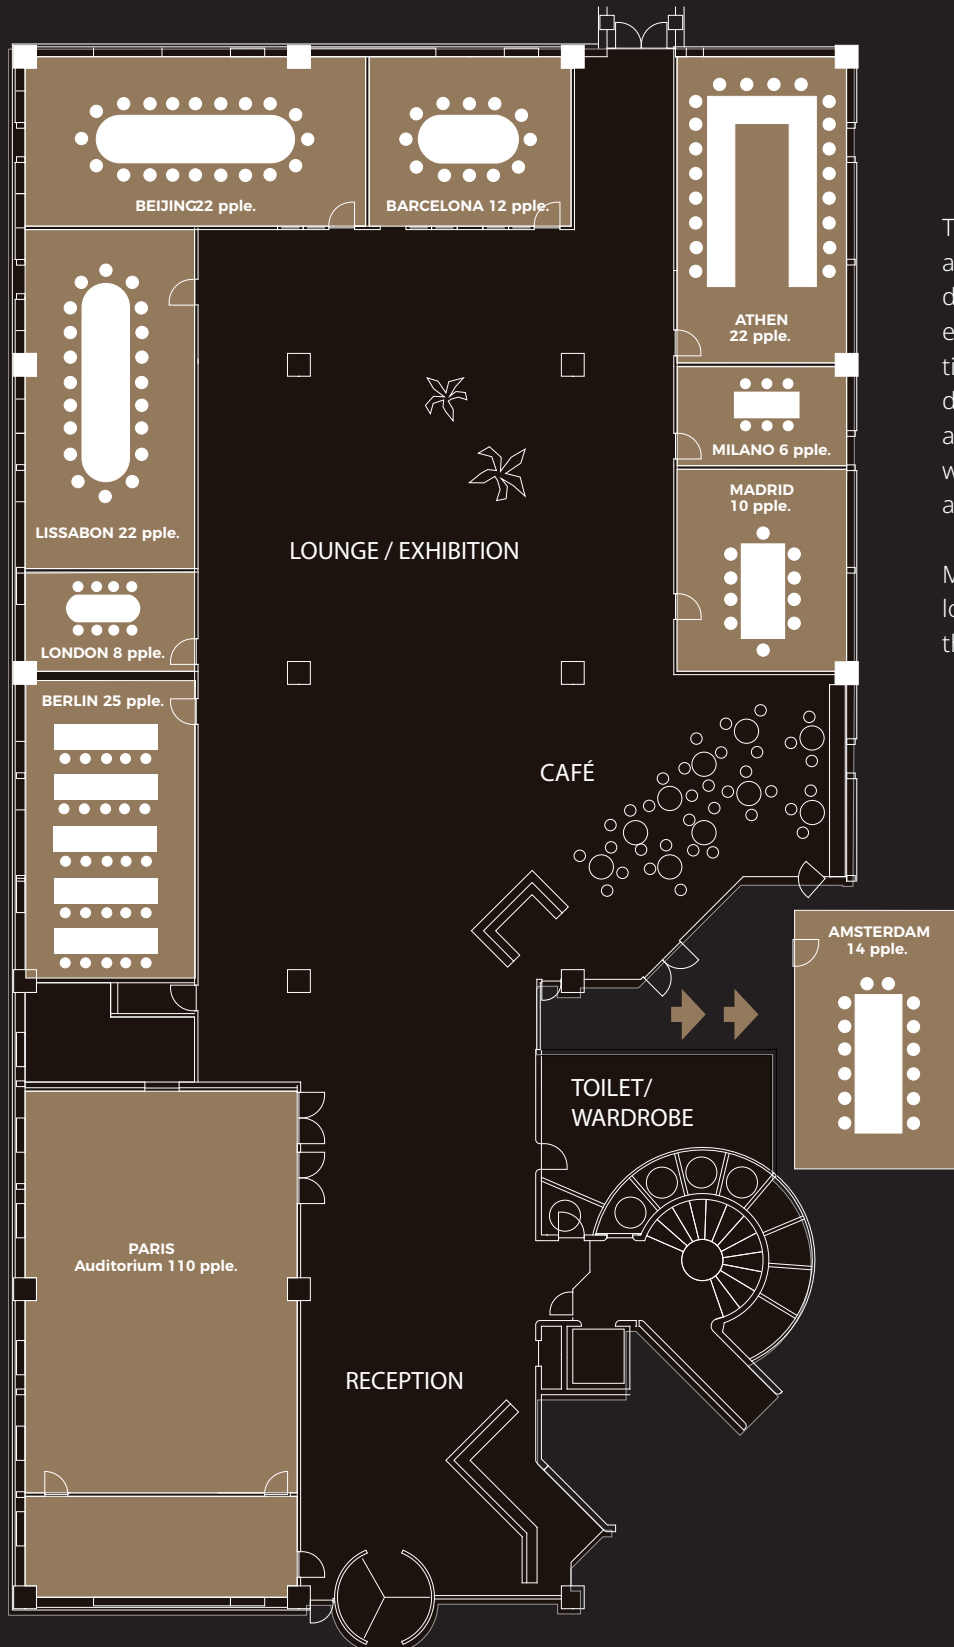 BEIJING22 pple.
BARCELONA 12 pple.
ATHEN
22 pple.
MILANO 6 pple.
MADRID
10 pple.
LISSABON 22 pple.
LOUNGE / EXHIBITION
LONDON 8 pple.
BERLIN 25 pple.
CAFÉ
AMSTERDAM
14 pple.
TOILET/
WARDROBE
PARIS
Auditorium 110 pple.
RECEPTION